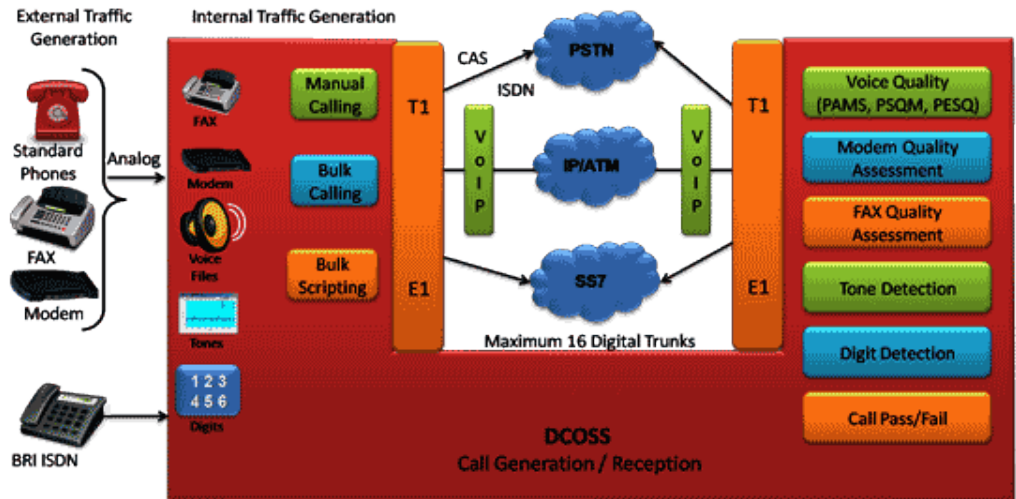 External Traffic
Generation
Internal Traffic Generation
Standard
Phones
FAX
Modem
Analog
BRI ISDN
FAX
Modem
Voice
Files
Tones
1 2 3
4 5 6
Digits
Manual
Calling
Bulk
Calling
Bulk
Scripting
T1
E1
CAS
ISDN
VoIP
PSTN
IP/ATM
SS7
VoIP
Maximum 16 Digital Trunks
T1
E1
Voice Quality
(PAMS, PSQM, PESQ)
Modem Quality
Assessment
FAX Quality
Assessment
Tone Detection
Digit Detection
Call Pass/Fail
DCOSS
Call Generation / Reception